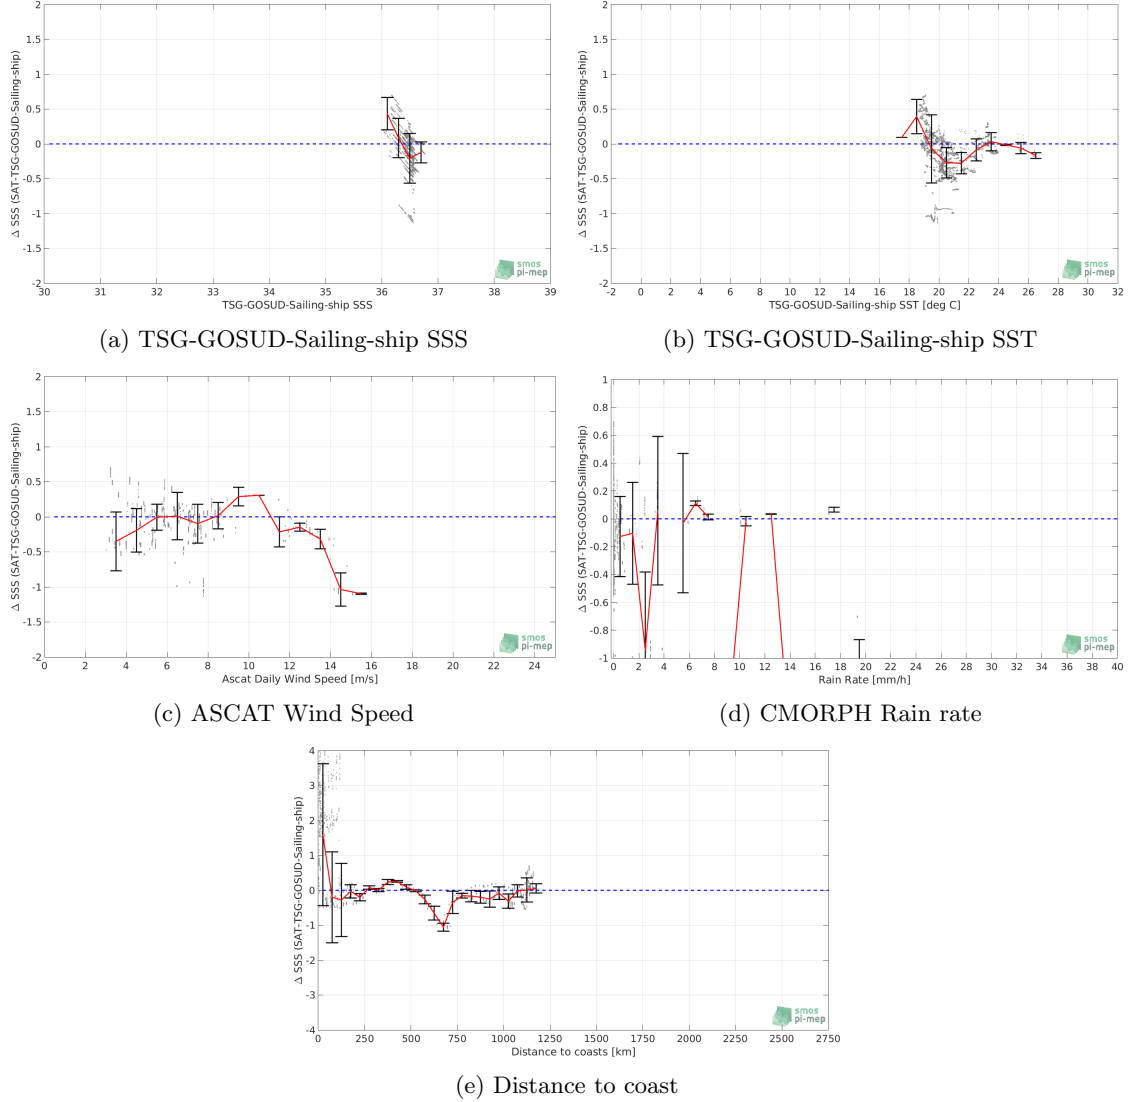 2
1.5
1
0.5
0
-0.5
-1
-1.5
-2
Δ SSS (SAT-TSG-GOSUD-Sailing-ship)
30 31 32 33 34 35 36 37 38 39
TSG-GOSUD-Sailing-ship SSS
smos
pi-mep
(a) TSG-GOSUD-Sailing-ship SSS
2
1.5
1
0.5
0
-0.5
-1
-1.5
-2
Δ SSS (SAT-TSG-GOSUD-Sailing-ship)
-2 0 2 4 6 8 10 12 14 16 18 20 22 24 26 28 30 32
TSG-GOSUD-Sailing-ship SST [deg C]
smos
pi-mep
(b) TSG-GOSUD-Sailing-ship SST
2
1.5
1
0.5
0
-0.5
-1
-1.5
-2
Δ SSS (SAT-TSG-GOSUD-Sailing-ship)
0 2 4 6 8 10 12 14 16 18 20 22 24
Ascat Daily Wind Speed [m/s]
smos
pi-mep
(c) ASCAT Wind Speed
1
0.8
0.6
0.4
0.2
0
-0.2
-0.4
-0.6
-0.8
-1
Δ SSS (SAT-TSG-GOSUD-Sailing-ship)
0 2 4 6 8 10 12 14 16 18 20 22 24 26 28 30 32 34 36 38 40
Rain Rate [mm/h]
smos
pi-mep
(d) CMORPH Rain rate
4
3
2
1
0
-1
-2
-3
-4
Δ SSS (SAT-TSG-GOSUD-Sailing-ship)
0 250 500 750 1000 1250 1500 1750 2000 2250 2500 2750
Distance to coasts [km]
smos
pi-mep
(e) Distance to coast